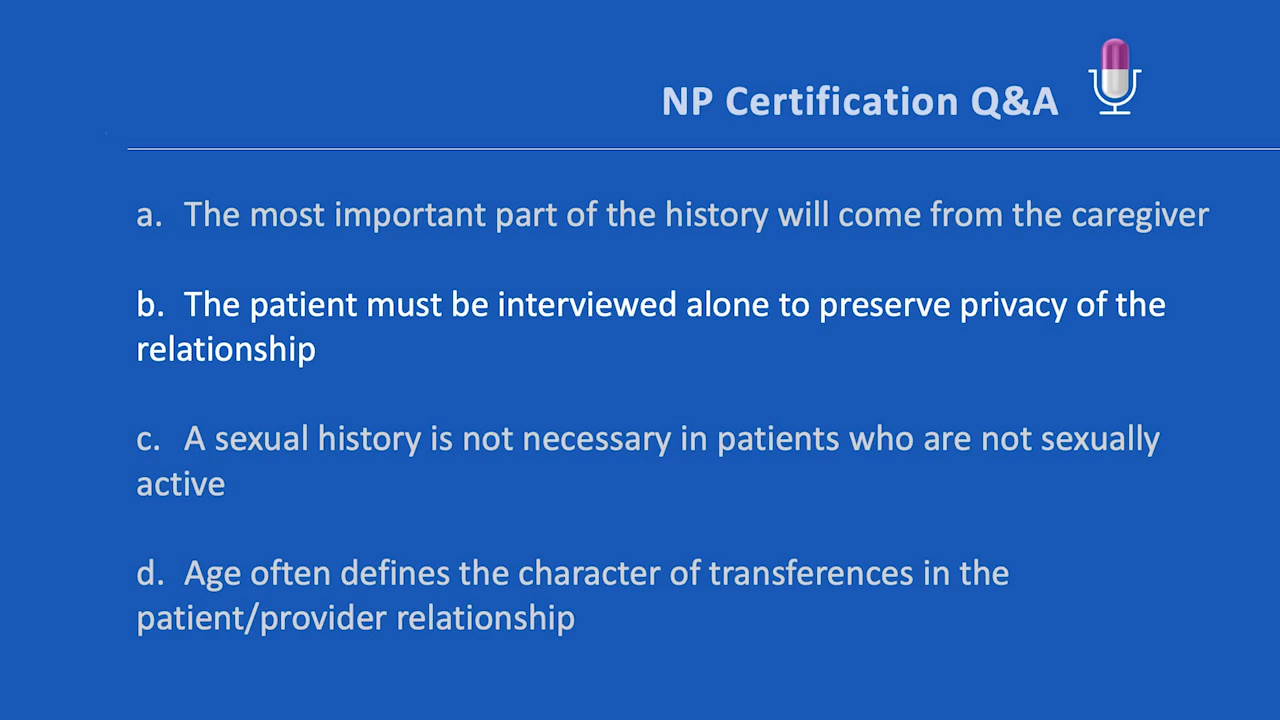 NP Certification Q&A
a. The most important part of the history will come from the caregiver
b. The patient must be interviewed alone to preserve privacy of the
relationship
c. A sexual history is not necessary in patients who are not sexually
active
d. Age often defines the character of transferences in the
patient/provider relationship